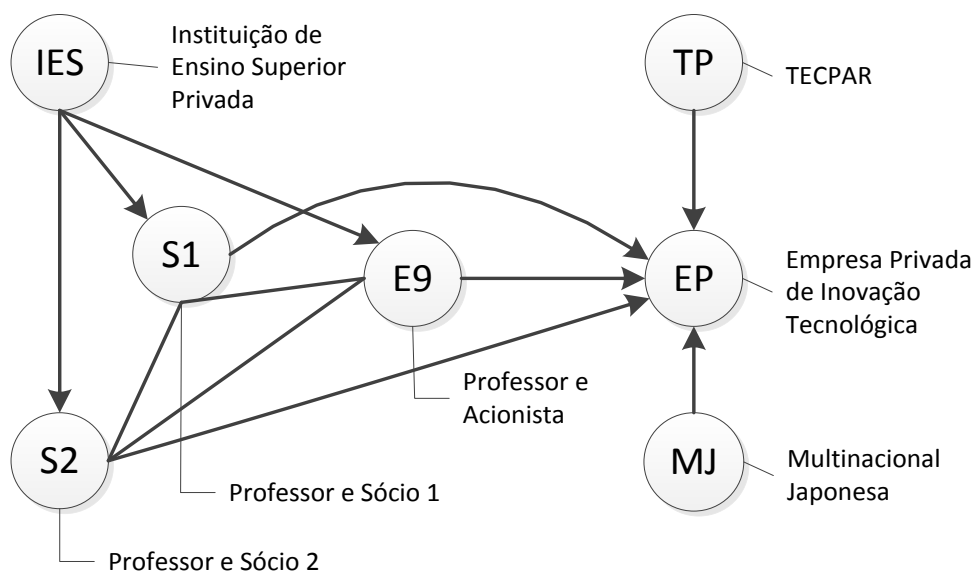 IES
Instituição de
Ensino Superior
Privada
TP
TECPAR
S1
E9
EP
Empresa Privada
de Inovação
Tecnológica
Professor e
Acionista
S2
MJ
Multinacional
Japonesa
Professor e Sócio 1
Professor e Sócio 2